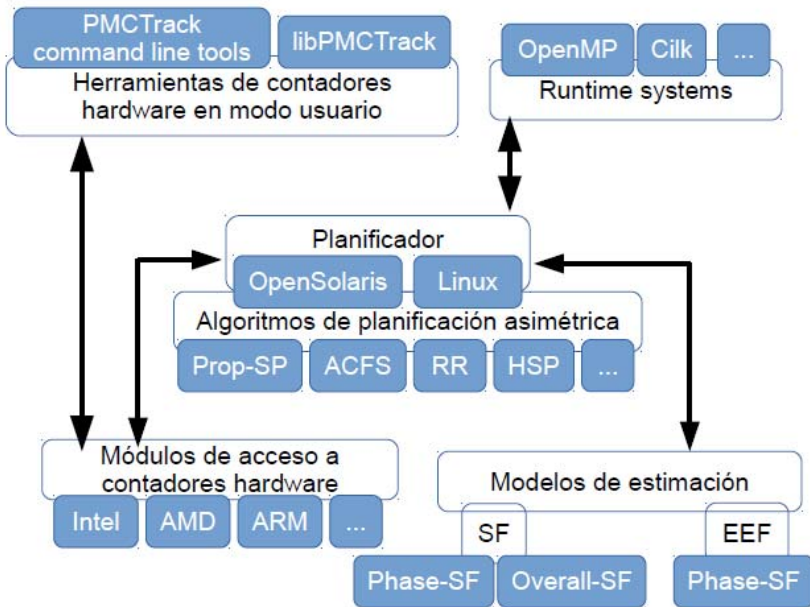 PMCTrack
command line tools
libPMCTrack
Herramientas de contadores
hardware en modo usuario
OpenMP
Cilk
...
Runtime systems
Planificador
OpenSolaris
Linux
Algoritmos de planificación asimétrica
Prop-SP
ACFS
RR
HSP
...
Módulos de acceso a
contadores hardware
Intel
AMD
ARM
...
Modelos de estimación
SF
EEF
Phase-SF
Overall-SF
Phase-SF